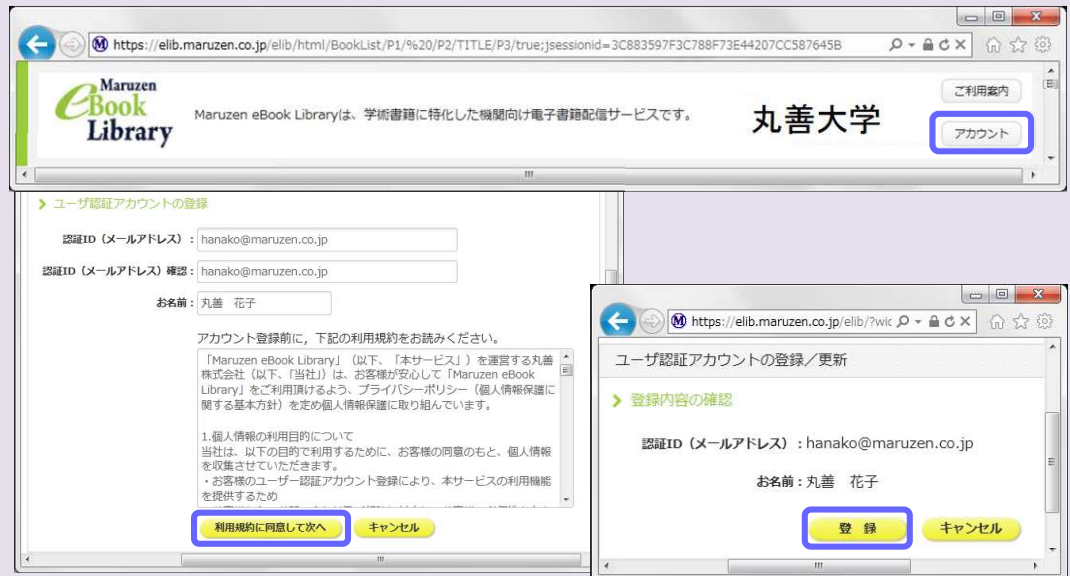 https://elib.maruzen.co.jp/elib/html/BookList/P1/%20/P2/TITLE/P3/true;jsessionid=3C883597F3C788F73E44207CC587645B
Maruzen
eBook
Library
Maruzen eBook Libraryは、学術書籍に特化した機関向け電子書籍配信サービスです。
丸善大学
ご利用案内
アカウント
ユーザ認証アカウントの登録
認証ID（メールアドレス）：hanako@maruzen.co.jp
認証ID（メールアドレス）確認：hanako@maruzen.co.jp
お名前：丸善　花子
アカウント登録前に，下記の利用規約をお読みください。
「Maruzen eBook Library」（以下、「本サービス」）を運営する丸善
株式会社（以下、「当社」）は、お客様が安心して「Maruzen eBook
Library」をご利用頂けるよう、プライバシーポリシー（個人情報保護に
関する基本方針）を定め個人情報保護に取り組んでいます。
1.個人情報の利用目的について
当社は、以下の目的で利用するために、お客様の同意のもと、個人情報
を収集させていただきます。
・お客様のユーザー認証アカウント登録により、本サービスの利用機能
を提供するため
利用規約に同意して次へ
キャンセル
https://elib.maruzen.co.jp/elib/?wic
ユーザ認証アカウントの登録／更新
登録内容の確認
認証ID（メールアドレス）：hanako@maruzen.co.jp
お名前：丸善　花子
登　録
キャンセル